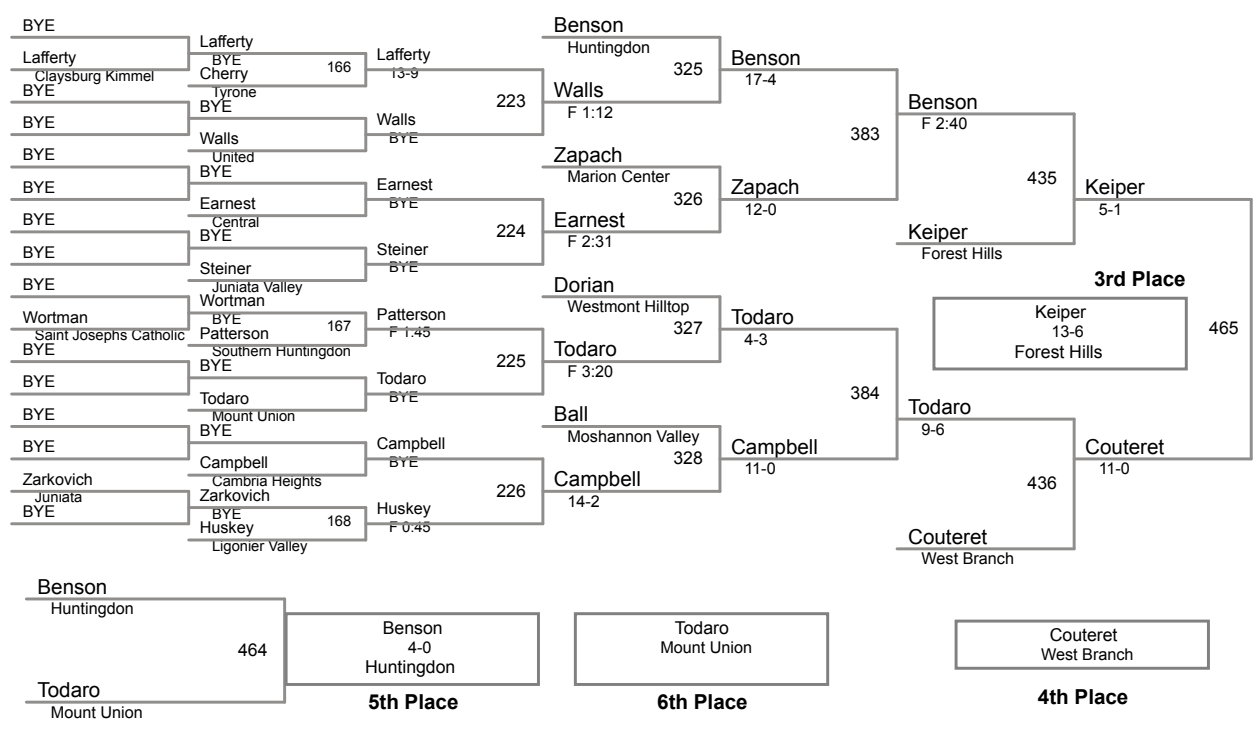 BYE
Lafferty
Claysburg Kimmel
BYE
BYE
BYE
BYE
BYE
BYE
BYE
Wortman
Saint Josephs Catholic
BYE
BYE
BYE
BYE
Zarkovich
Juniata
BYE
Lafferty
BYE
166
Cherry
Tyrone
BYE
Walls
United
BYE
Earnest
Central
BYE
Steiner
Juniata Valley
Wortman
BYE
167
Patterson
Southern Huntingdon
BYE
Todaro
Mount Union
BYE
Campbell
Cambria Heights
Zarkovich
BYE
168
Huskey
Ligonier Valley
Lafferty
13-9
223
Walls
BYE
Earnest
BYE
224
Steiner
BYE
Patterson
F 1:45
225
Todaro
BYE
Campbell
BYE
226
Huskey
F 0:45
Benson
Huntingdon
325
Walls
F 1:12
Zapach
Marion Center
326
Earnest
F 2:31
Dorian
Westmont Hilltop
327
Todaro
F 3:20
Ball
Moshannon Valley
328
Campbell
14-2
Benson
17-4
383
Zapach
12-0
Todaro
4-3
384
Campbell
11-0
Benson
F 2:40
435
Keiper
Forest Hills
Todaro
9-6
436
Couteret
West Branch
Keiper
5-1
3rd Place
Keiper
13-6
Forest Hills
465
Couteret
11-0
Benson
Huntingdon
464
Todaro
Mount Union
Benson
4-0
Huntingdon
5th Place
Todaro
Mount Union
6th Place
Couteret
West Branch
4th Place